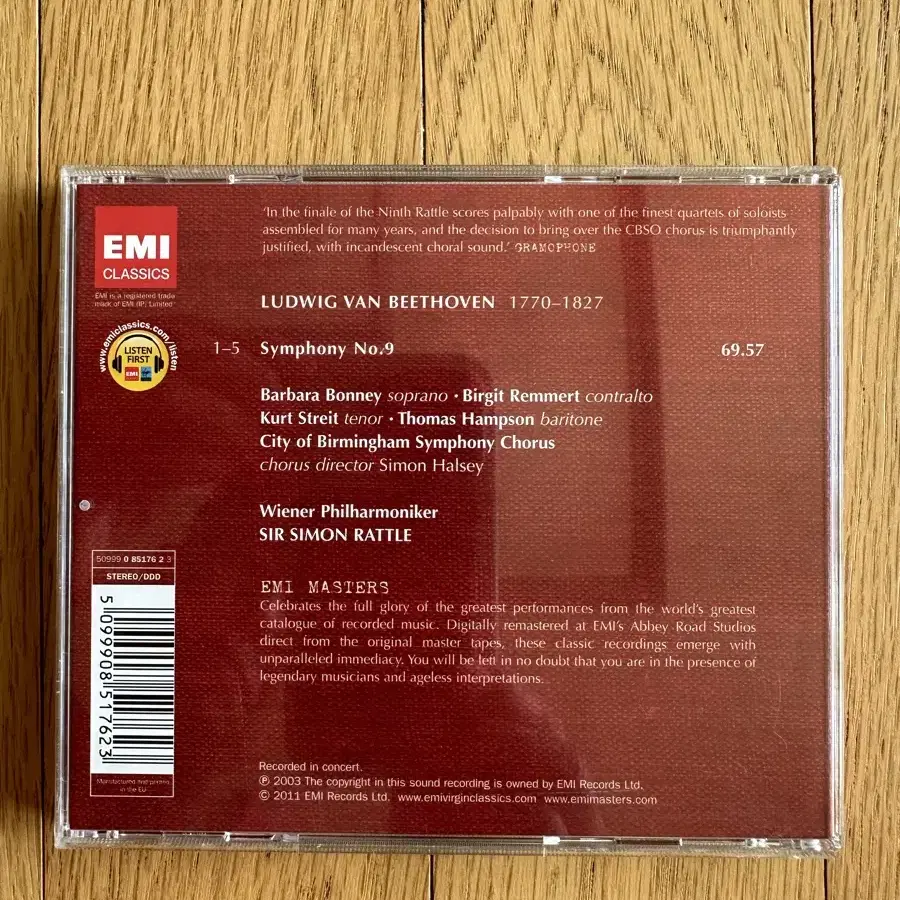 'In the finale of the Ninth Rattle scores palpably with one of the finest quartets of soloists
assembled for many years, and the decision to bring over the CBSO chorus is triumphantly
justified, with incandescent choral sound.' GRAMOPHONE
EMI
CLASSICS
EMI is a registered trade
mark of EMI (IP) Limited
LUDWIG VAN BEETHOVEN 1770–1827
www.emiclassics.com/listen
LISTEN
FIRST
EMI
1–5 Symphony No.9 69.57
Barbara Bonney soprano · Birgit Remmert contralto
Kurt Streit tenor · Thomas Hampson baritone
City of Birmingham Symphony Chorus
chorus director Simon Halsey
Wiener Philharmoniker
SIR SIMON RATTLE
50999 0 85176 2 3
STEREO/DDD
5 099908 517623
Manufactured and printed
in the EU
EMI MASTERS
Celebrates the full glory of the greatest performances from the world's greatest
catalogue of recorded music. Digitally remastered at EMI's Abbey Road Studios
direct from the original master tapes, these classic recordings emerge with
unparalleled immediacy. You will be left in no doubt that you are in the presence of
legendary musicians and ageless interpretations.
Recorded in concert.
℗ 2003 The copyright in this sound recording is owned by EMI Records Ltd.
© 2011 EMI Records Ltd. www.emivirginclassics.com www.emimasters.com